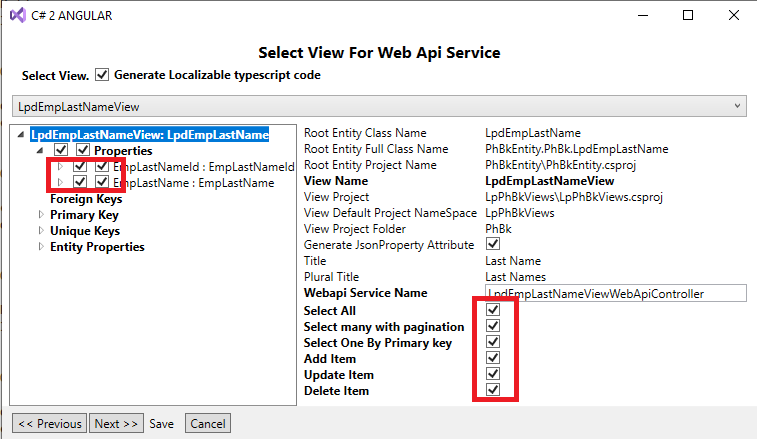 C# 2 ANGULAR
Select View For Web Api Service
Select View. Generate Localizable typescript code
LpdEmpLastNameView
LpdEmpLastNameView: LpdEmpLastName
Properties
EmpLastNameId : EmpLastNameId
EmpLastName : EmpLastName
Foreign Keys
Primary Key
Unique Keys
Entity Properties
Root Entity Class Name LpdEmpLastName
Root Entity Full Class Name PhBkEntity.PhBk.LpdEmpLastName
Root Entity Project Name PhBkEntity\PhBkEntity.csproj
View Name LpdEmpLastNameView
View Project LpPhBkViews\LpPhBkViews.csproj
View Default Project NameSpace LpPhBkViews
View Project Folder PhBk
Generate JsonProperty Attribute
Title Last Name
Plural Title Last Names
Webapi Service Name LpdEmpLastNameViewWebApiController
Select All
Select many with pagination
Select One By Primary key
Add Item
Update Item
Delete Item
<< Previous Next >> Save Cancel